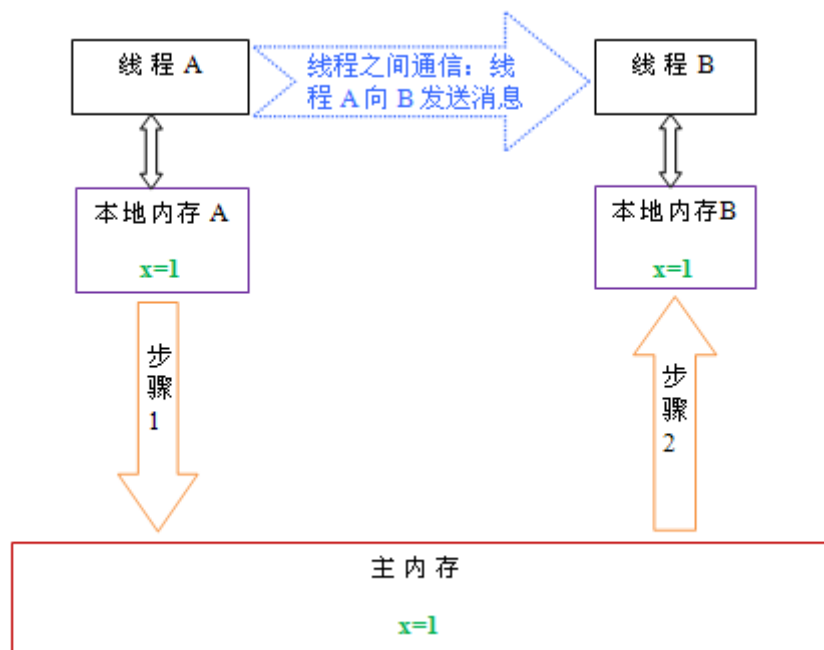 线程 A
线程之间通信：线
程 A 向 B 发送消息
线程 B
本地内存 A
x=1
本地内存B
x=1
步
骤
1
步
骤
2
主内存
x=1